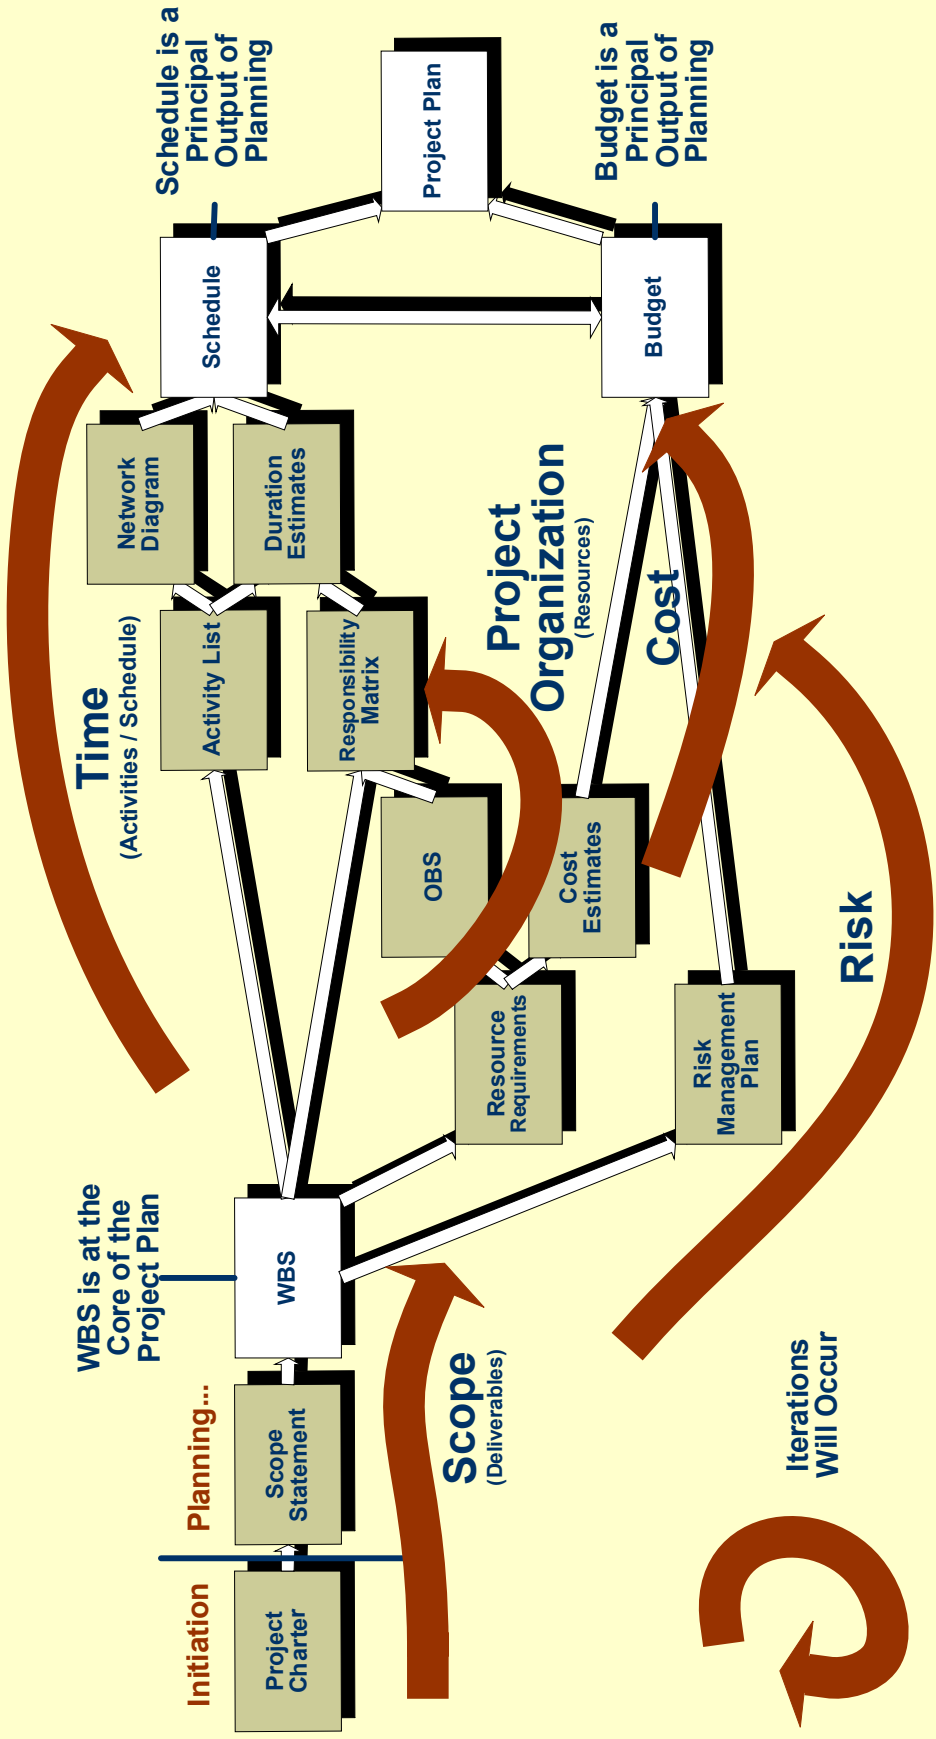 Initiation
Planning...
WBS is at the
Core of the
Project Plan
Time
(Activities / Schedule)
Schedule is a
Principal
Output of
Planning
Project
Charter
Scope
Statement
WBS
Activity List
Network
Diagram
Schedule
Responsibility
Matrix
Duration
Estimates
OBS
Project Plan
Scope
(Deliverables)
Resource
Requirements
Project
Organization
(Resources)
Cost
Estimates
Cost
Budget
Budget is a
Principal
Output of
Planning
Risk
Management
Plan
Risk
Iterations
Will Occur